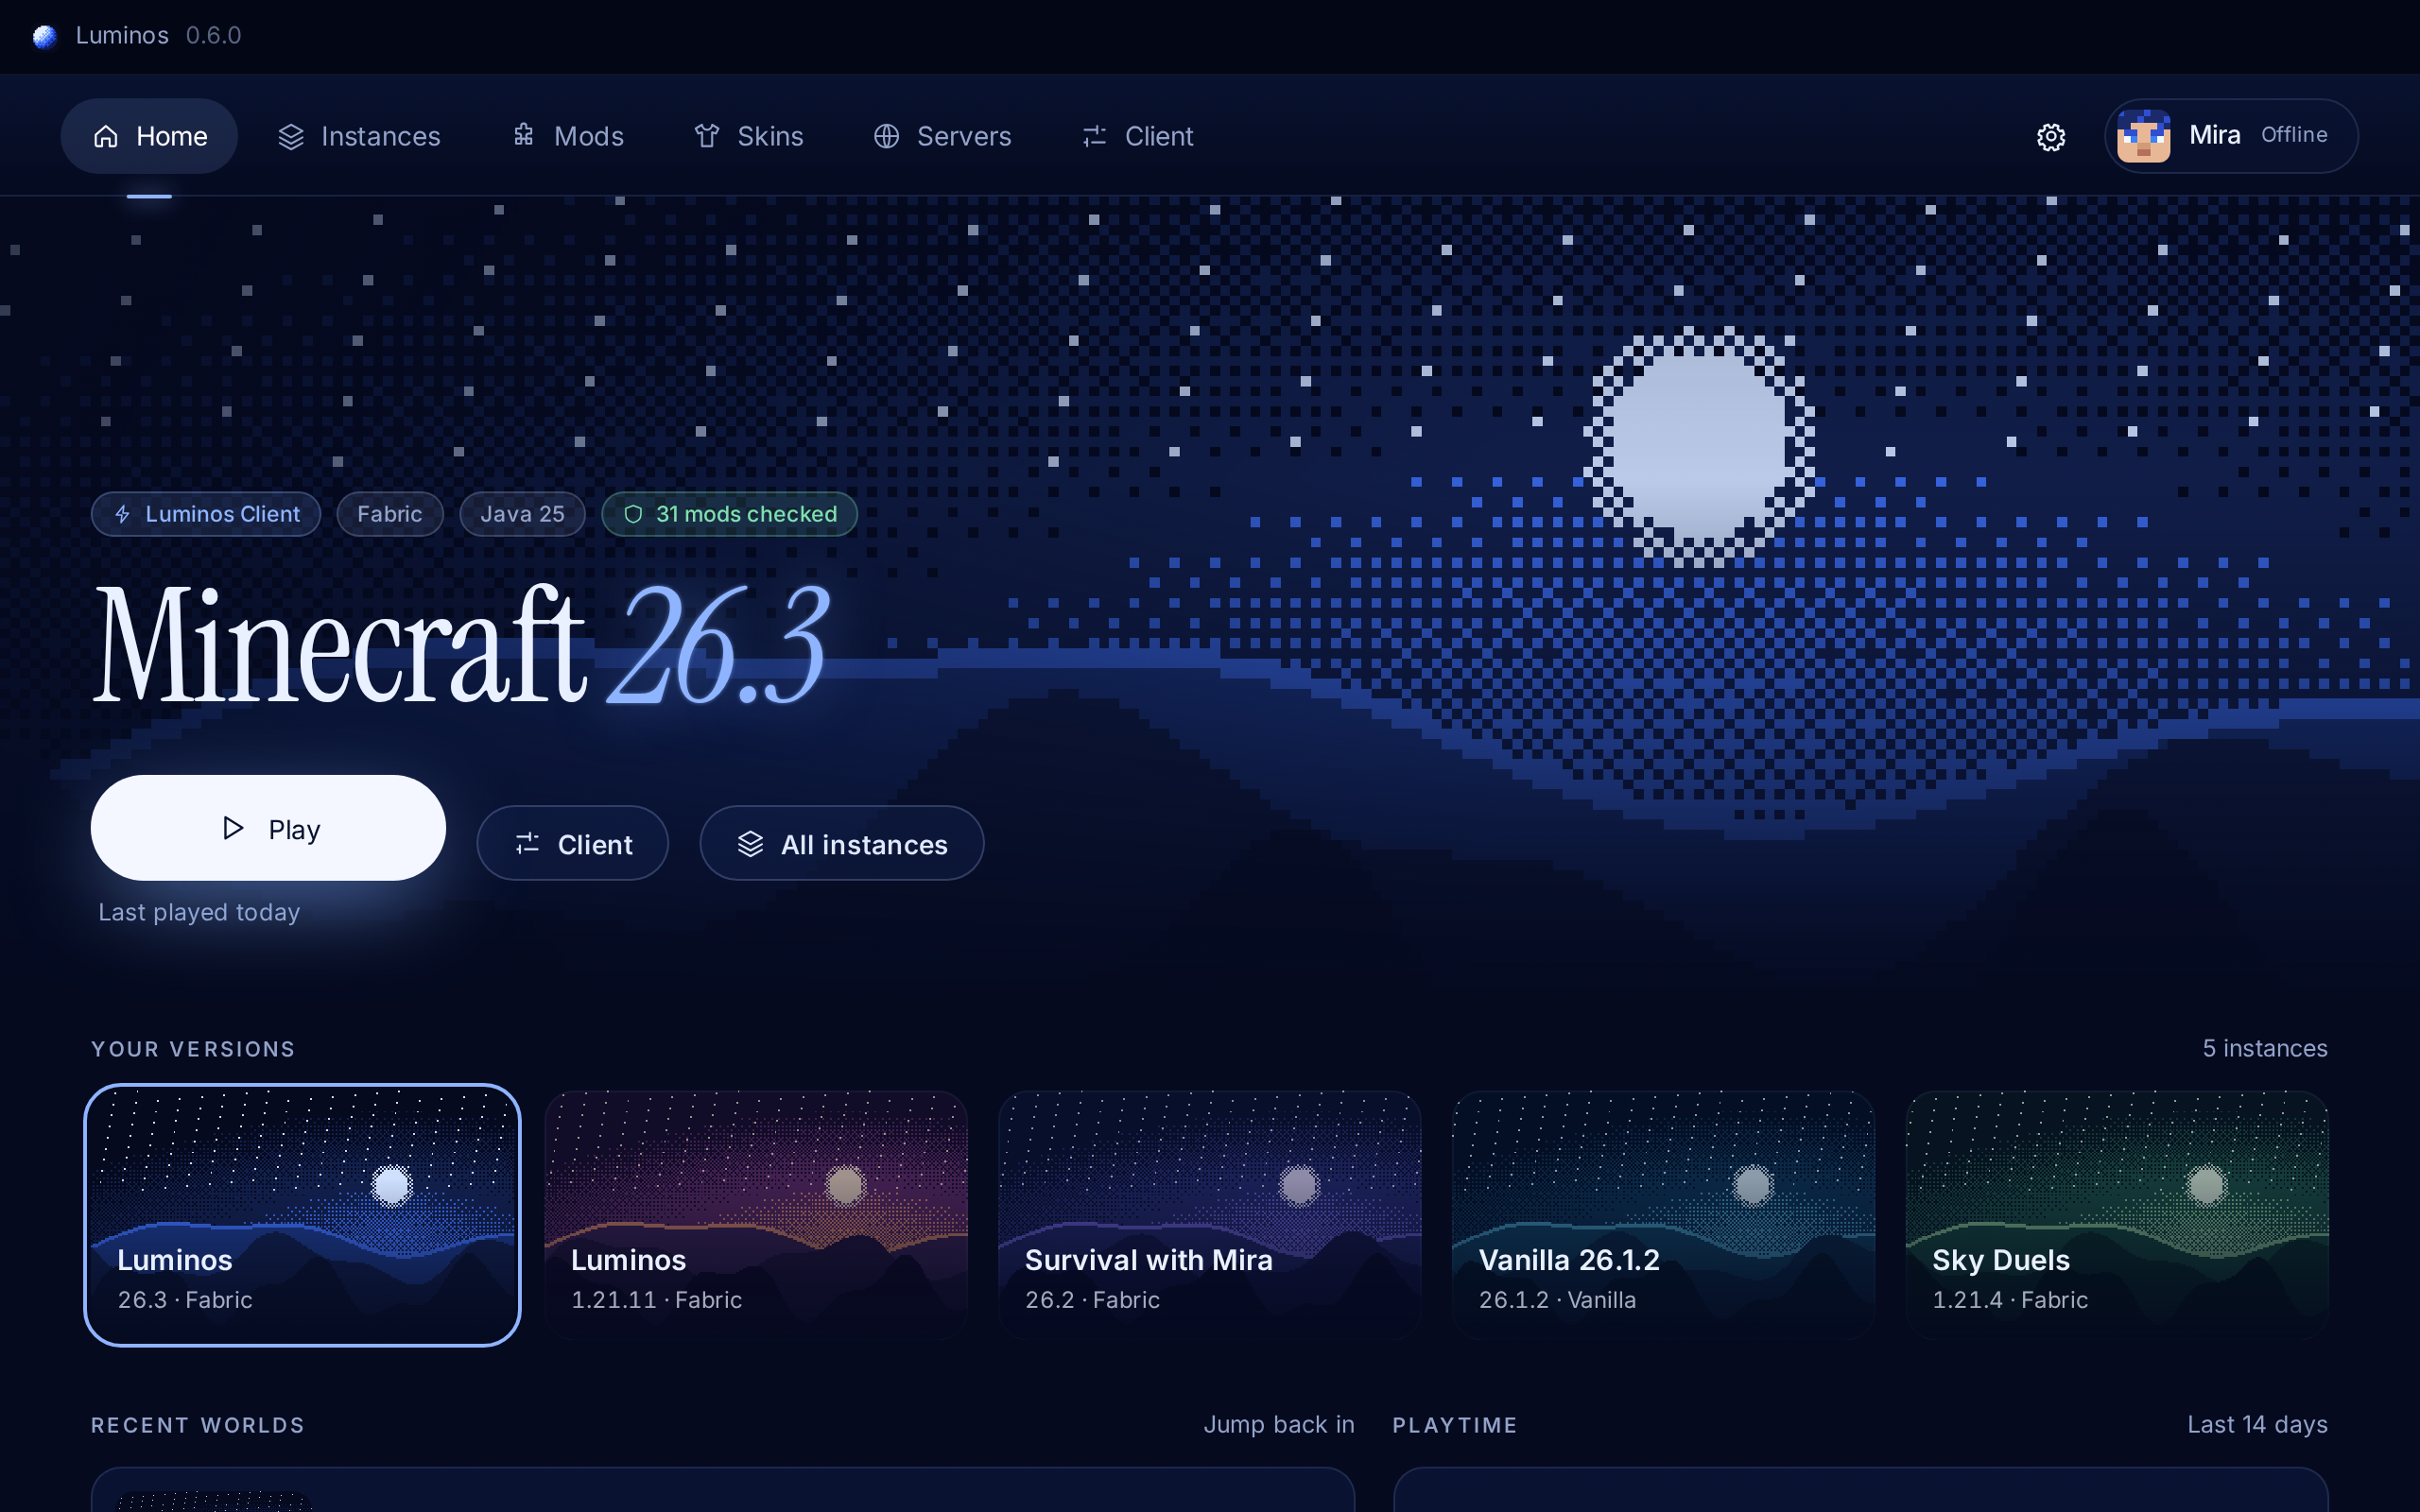 Luminos 0.6.0
Home Instances Mods Skins Servers Client Mira Offline
Luminos Client Fabric Java 25 31 mods checked
Minecraft 26.3
Play Client All instances
Last played today
YOUR VERSIONS 5 instances
Luminos Luminos Survival with Mira Vanilla 26.1.2 Sky Duels
26.3 · Fabric 1.21.11 · Fabric 26.2 · Fabric 26.1.2 · Vanilla 1.21.4 · Fabric
RECENT WORLDS Jump back in PLAYTIME Last 14 days